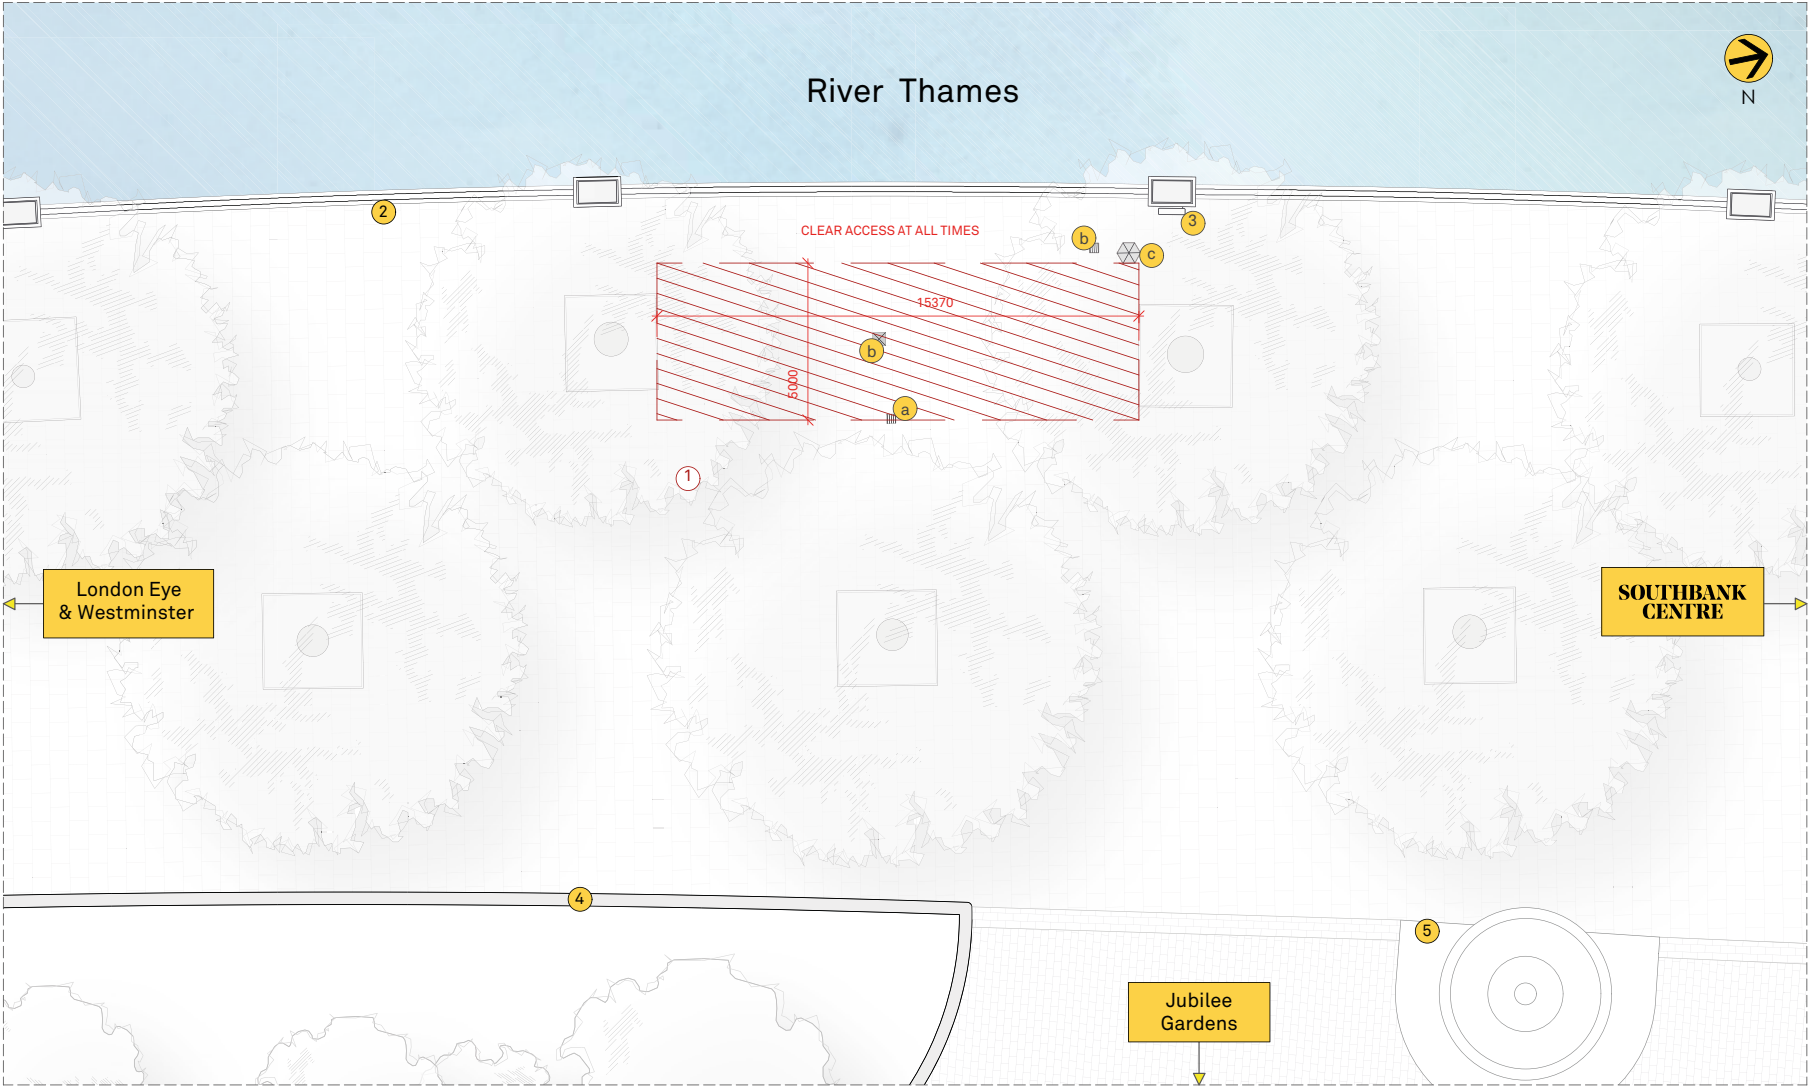 River Thames
N
2
3
CLEAR ACCESS AT ALL TIMES
b
c
15370
b
5000
a
1
London Eye
& Westminster
SOUTHBANK
CENTRE
4
5
Jubilee
Gardens